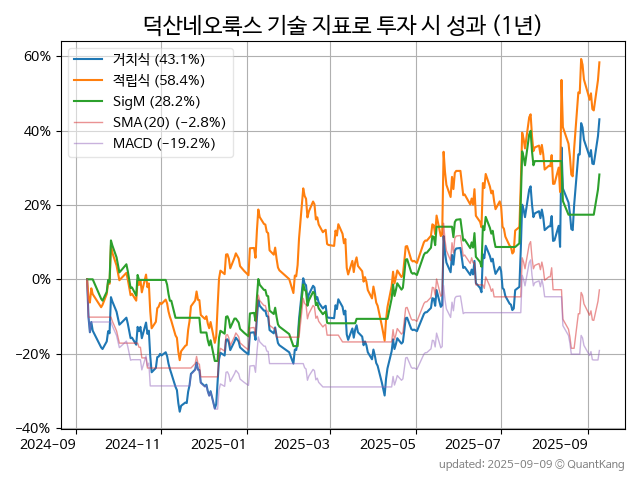 덕산네오룩스 기술 지표로 투자 시 성과 (1년)
거치식 (43.1%)
적립식 (58.4%)
SigM (28.2%)
SMA(20) (−2.8%)
MACD (−19.2%)
60%
40%
20%
0%
−20%
−40%
2024-09
2024-11
2025-01
2025-03
2025-05
2025-07
2025-09
updated: 2025-09-09 © QuantKang